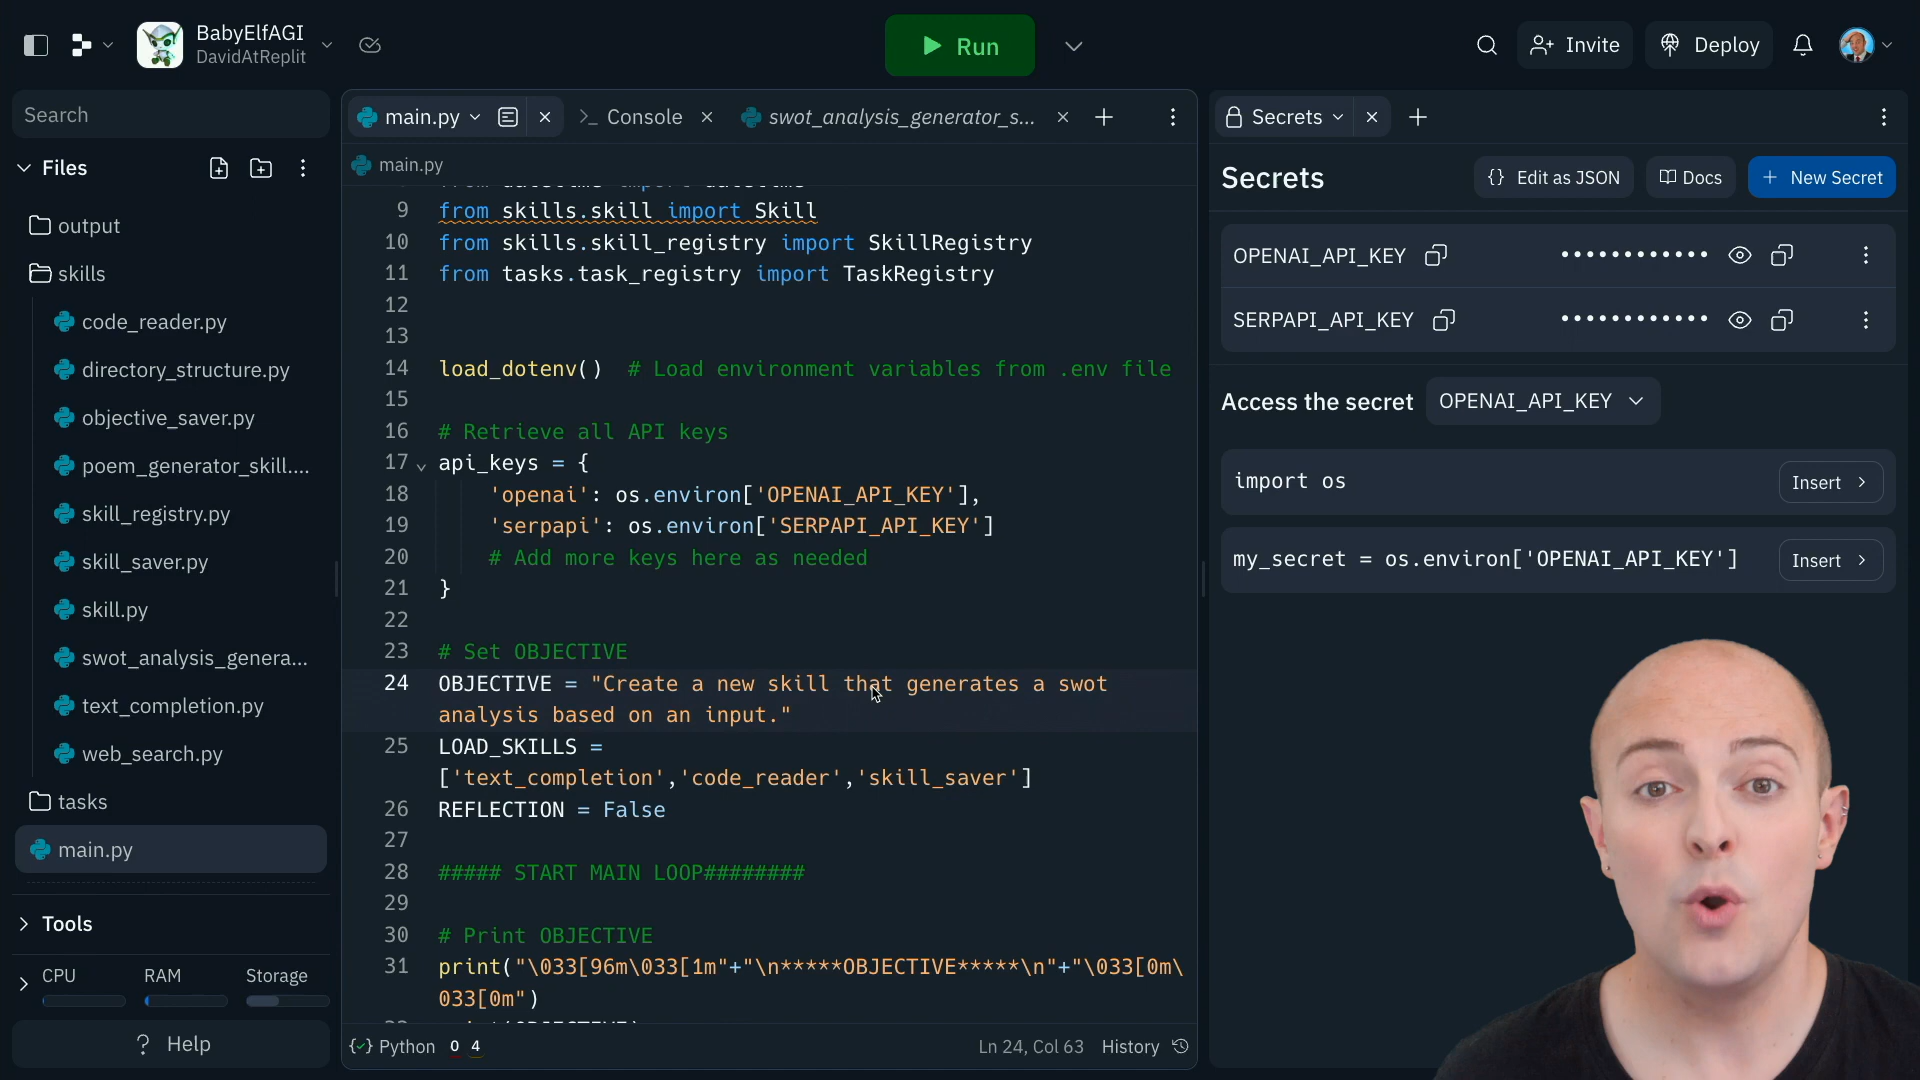 BabyElfAGI
DavidAtReplit
Run
Invite
Deploy
Search
Files
output
skills
code_reader.py
directory_structure.py
objective_saver.py
poem_generator_skill....
skill_registry.py
skill_saver.py
skill.py
swot_analysis_genera...
text_completion.py
web_search.py
tasks
main.py
Tools
CPU RAM Storage
? Help
main.py
>_ Console
swot_analysis_generator_s...
main.py
from datetime import datetime
9 from skills.skill import Skill
10 from skills.skill_registry import SkillRegistry
11 from tasks.task_registry import TaskRegistry
12
13
14 load_dotenv()  # Load environment variables from .env file
15
16 # Retrieve all API keys
17 api_keys = {
18     'openai': os.environ['OPENAI_API_KEY'],
19     'serpapi': os.environ['SERPAPI_API_KEY']
20     # Add more keys here as needed
21 }
22
23 # Set OBJECTIVE
24 OBJECTIVE = "Create a new skill that generates a swot
analysis based on an input."
25 LOAD_SKILLS =
['text_completion','code_reader','skill_saver']
26 REFLECTION = False
27
28 ##### START MAIN LOOP########
29
30 # Print OBJECTIVE
31 print("\033[96m\033[1m"+"\n*****OBJECTIVE*****\n"+"\033[0m\
033[0m")
Python 0 4
Ln 24, Col 63 History
Secrets
Secrets
{} Edit as JSON
Docs
+ New Secret
OPENAI_API_KEY ••••••••••••
SERPAPI_API_KEY ••••••••••••
Access the secret OPENAI_API_KEY
import os
Insert
my_secret = os.environ['OPENAI_API_KEY']
Insert